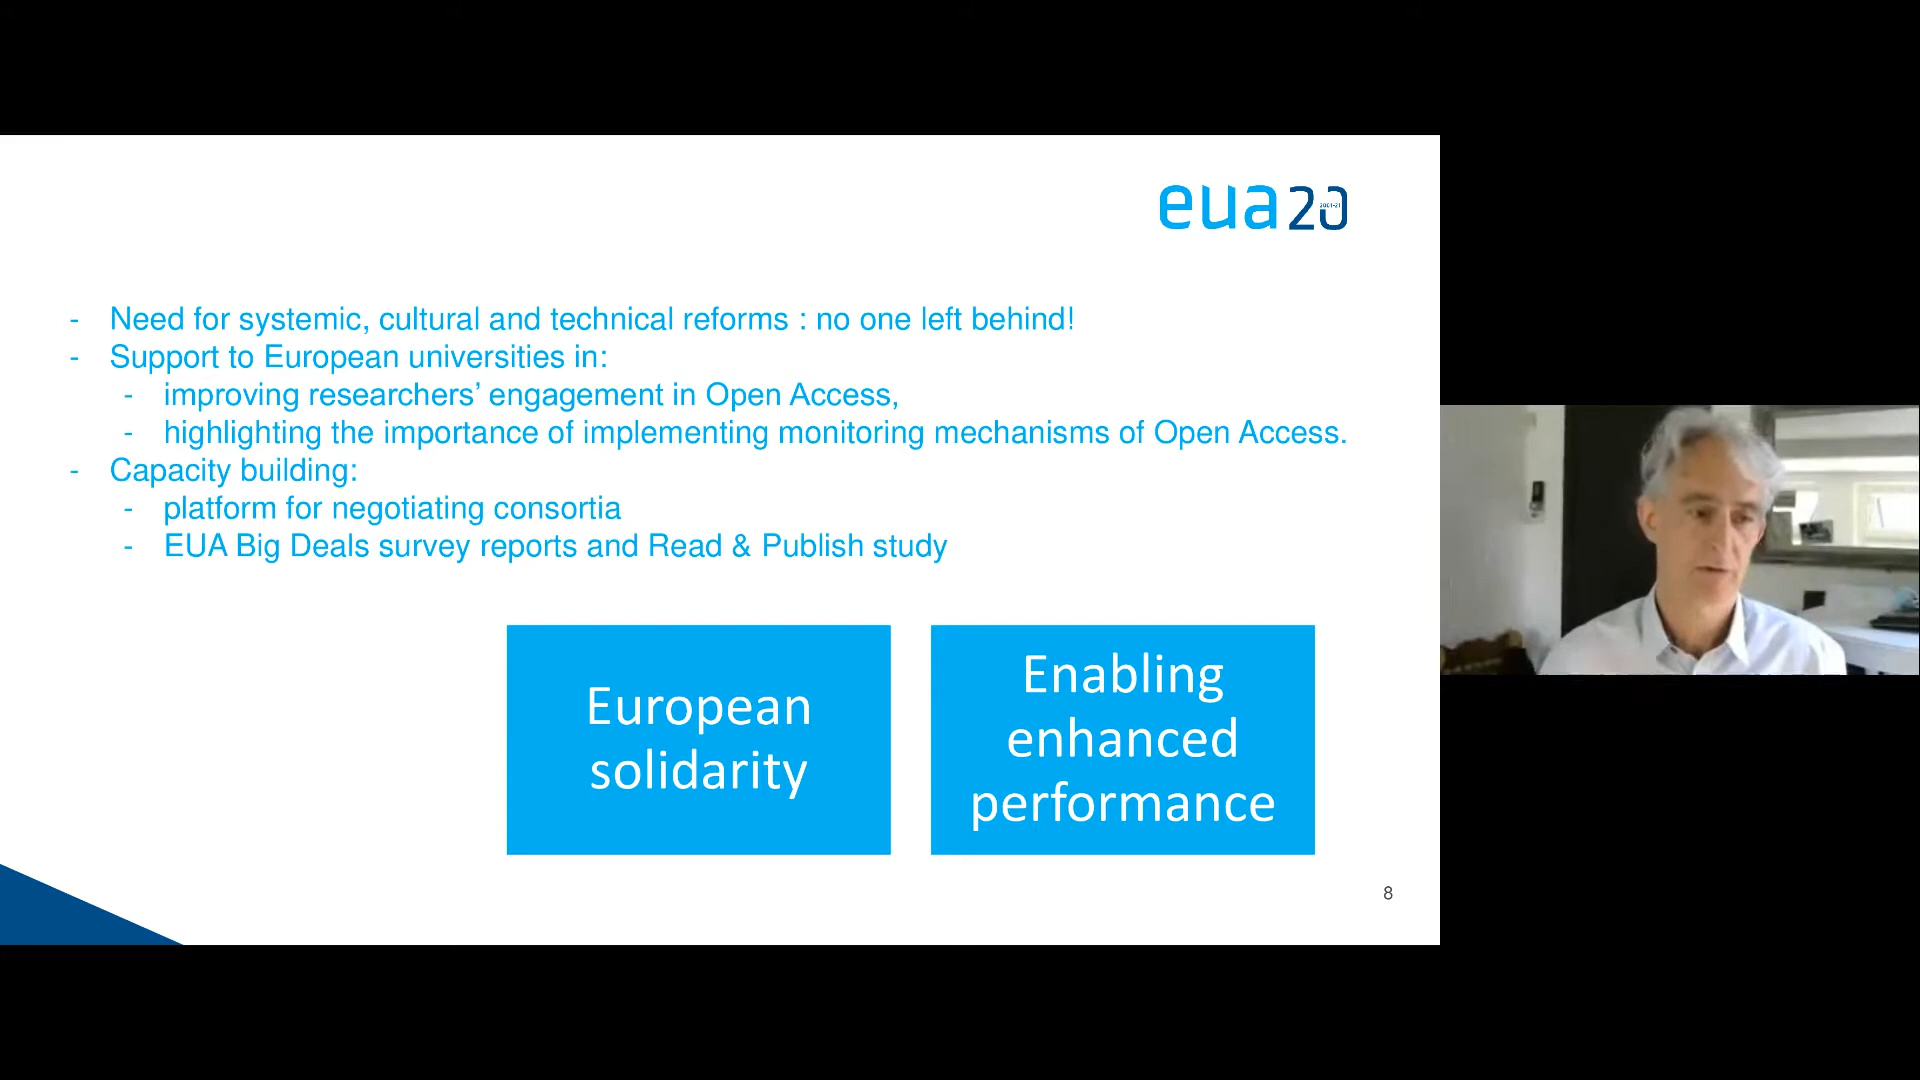 eua20
2001-21
- Need for systemic, cultural and technical reforms : no one left behind!
- Support to European universities in:
- improving researchers’ engagement in Open Access,
- highlighting the importance of implementing monitoring mechanisms of Open Access.
- Capacity building:
- platform for negotiating consortia
- EUA Big Deals survey reports and Read & Publish study
European
solidarity
Enabling
enhanced
performance
8